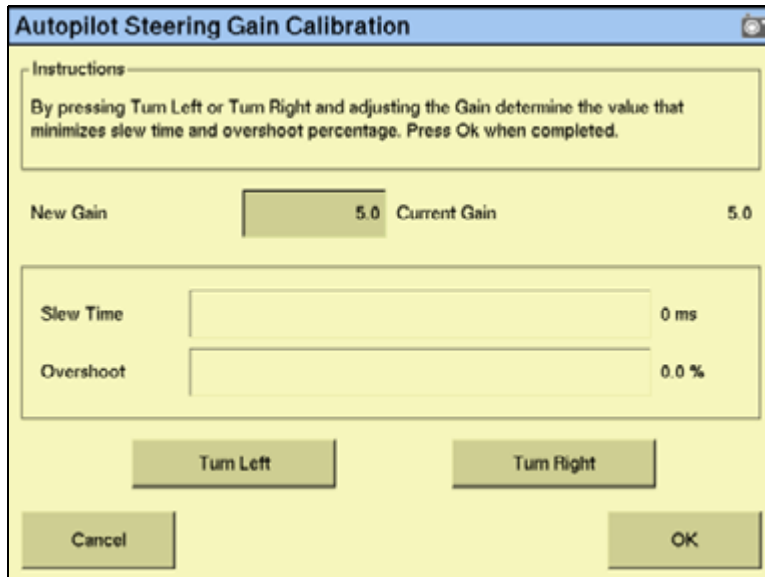 Autopilot Steering Gain Calibration
Instructions
By pressing Turn Left or Turn Right and adjusting the Gain determine the value that
minimizes slew time and overshoot percentage. Press Ok when completed.
New Gain 5.0 Current Gain 5.0
Slew Time 0 ms
Overshoot 0.0 %
Turn Left Turn Right
Cancel OK